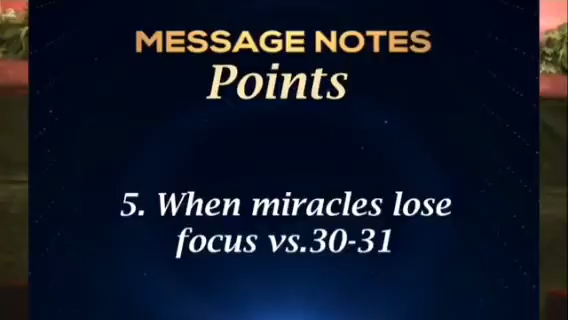 MESSAGE NOTES
Points
5. When miracles lose
focus vs.30-31